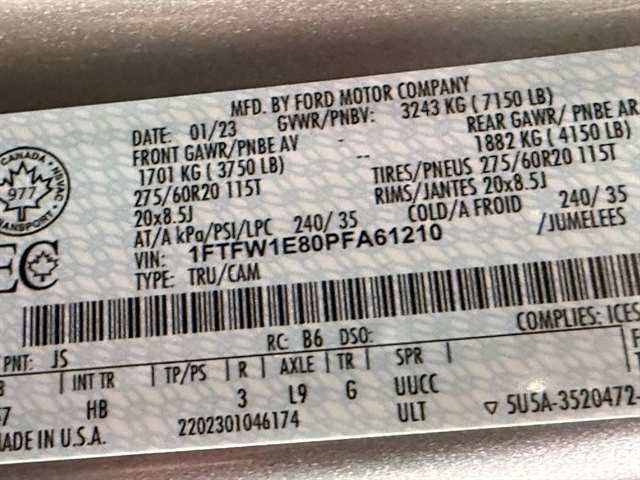 MFD. BY FORD MOTOR COMPANY
DATE: 01/23 GVWR/PNBV: 3243 KG ( 7150 LB)
FRONT GAWR/PNBE AV REAR GAWR/ PNBE AR
1701 KG ( 3750 LB) -- 1882 KG ( 4150 LB)
275/60R20 115T -- TIRES/PNEUS 275/60R20 115T
20x8.5J RIMS/JANTES 20x8.5J
AT/A kPa/PSI/LPC 240/ 35 COLD/A FROID 240/ 35
VIN: 1FTFW1E80PFA61210 /JUMELEES
TYPE: TRU/CAM
CANADA
977
TRANSPORT
COMPLIES: ICES
PNT: JS RC: B6 DSO:
INT TR TP/PS R AXLE TR SPR
HB 3 L9 G UUCC
2202301046174 ULT ▽ 5U5A-3520472-
MADE IN U.S.A.